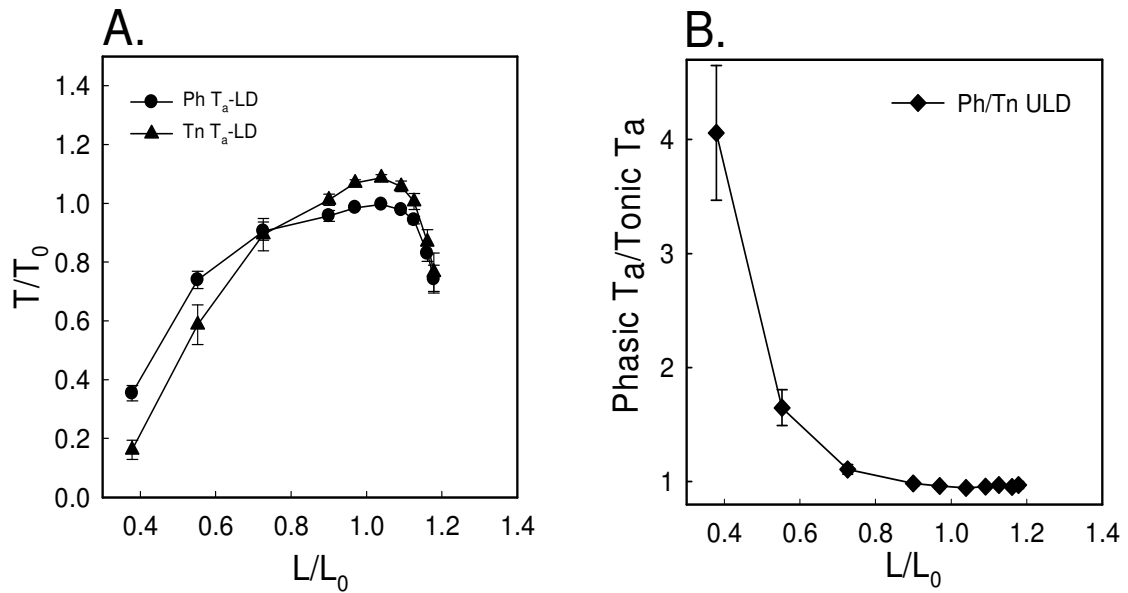 A.
Ph Ta-LD
Tn Ta-LD
T/T0
1.4
1.2
1.0
0.8
0.6
0.4
0.2
0.0
0.4 0.6 0.8 1.0 1.2 1.4
L/L0
B.
Ph/Tn ULD
Phasic Ta/Tonic Ta
4
3
2
1
0.4 0.6 0.8 1.0 1.2 1.4
L/L0